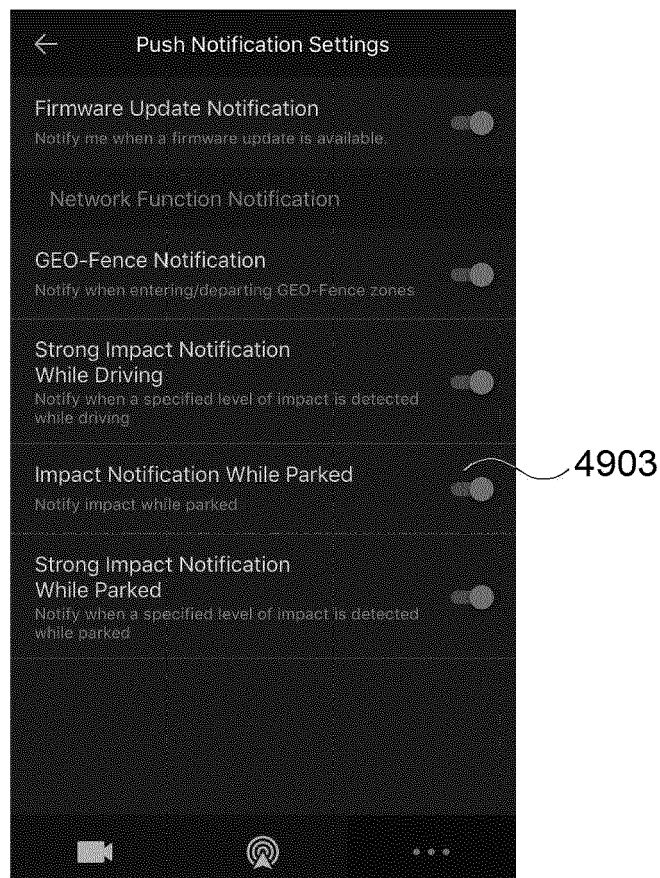 Push Notification Settings
Firmware Update Notification
Notify me when a firmware update is available.
Network Function Notification
GEO-Fence Notification
Notify when entering/departing GEO-Fence zones
Strong Impact Notification
While Driving
Notify when a specified level of impact is detected
while driving
Impact Notification While Parked
4903
Notify impact while parked
Strong Impact Notification
While Parked
Notify when a specified level of impact is detected
while parked